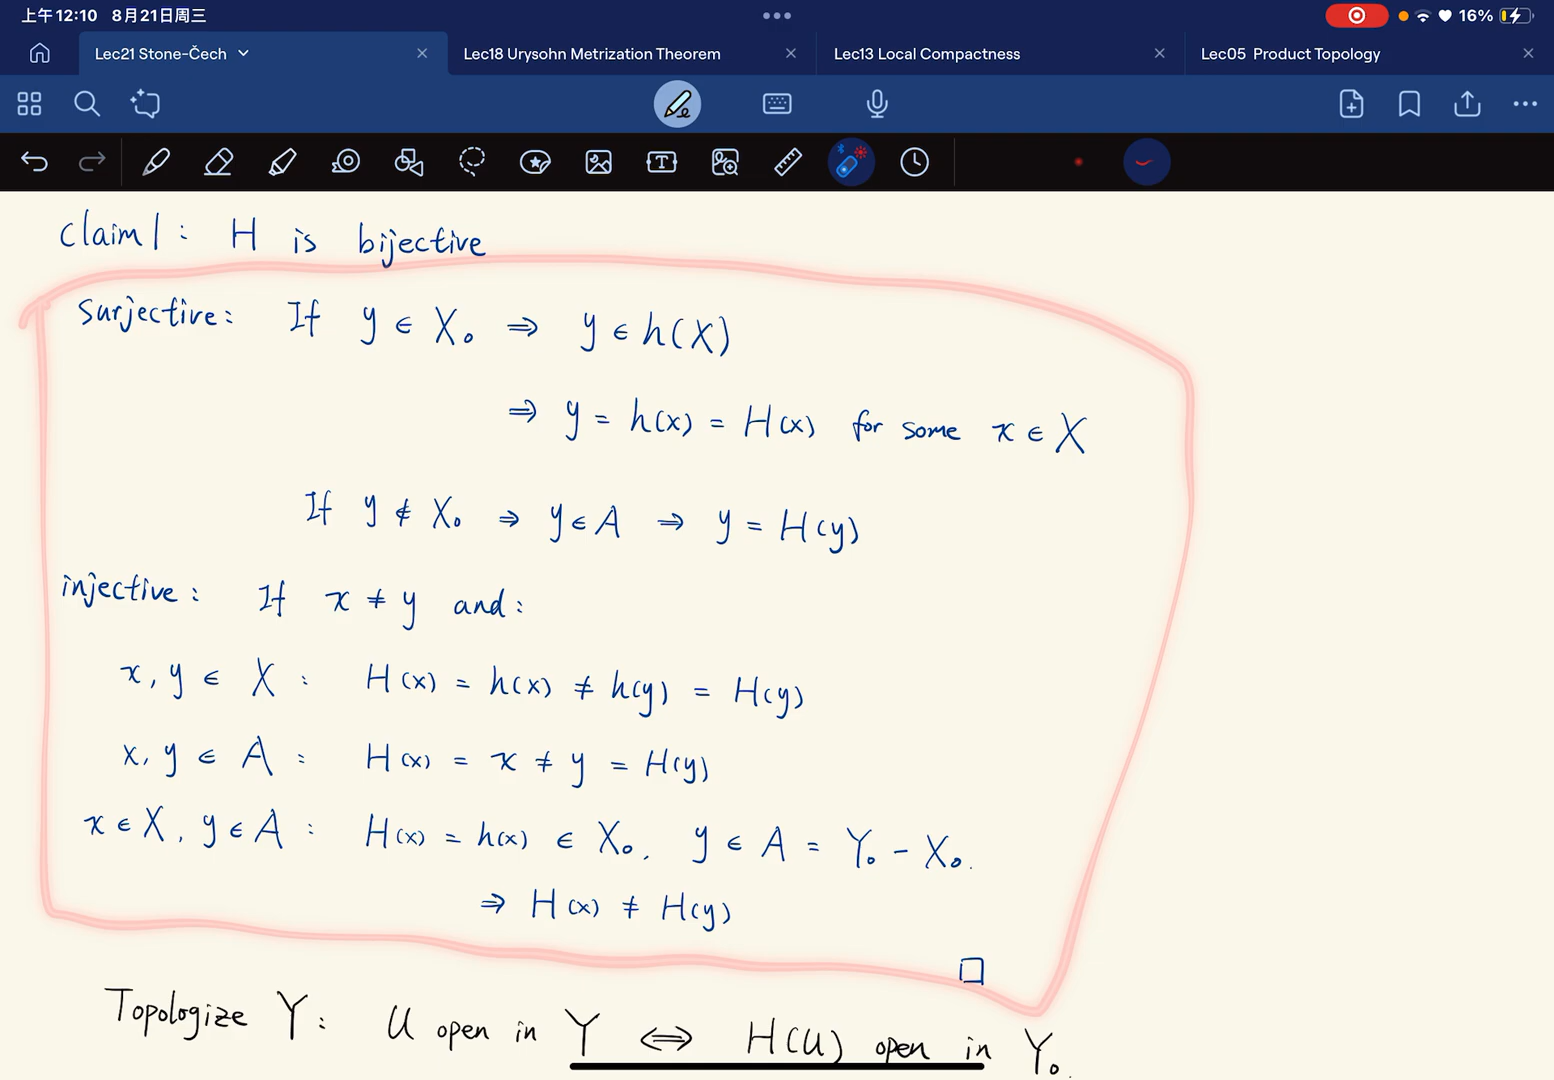 上午12:10 8月21日周三
16%
Lec21 Stone-Čech
Lec18 Urysohn Metrization Theorem
Lec13 Local Compactness
Lec05 Product Topology
claim1: H is bijective
Surjective: If y ∈ X₀ ⇒ y ∈ h(X)
⇒ y = h(x) = H(x) for some x ∈ X
If y ∉ X₀ ⇒ y ∈ A ⇒ y = H(y)
injective: If x ≠ y and:
x, y ∈ X: H(x) = h(x) ≠ h(y) = H(y)
x, y ∈ A: H(x) = x ≠ y = H(y)
x ∈ X, y ∈ A: H(x) = h(x) ∈ X₀, y ∈ A = Y₀ - X₀.
⇒ H(x) ≠ H(y)
□
Topologize Y: U open in Y ⇔ H(U) open in Y₀.